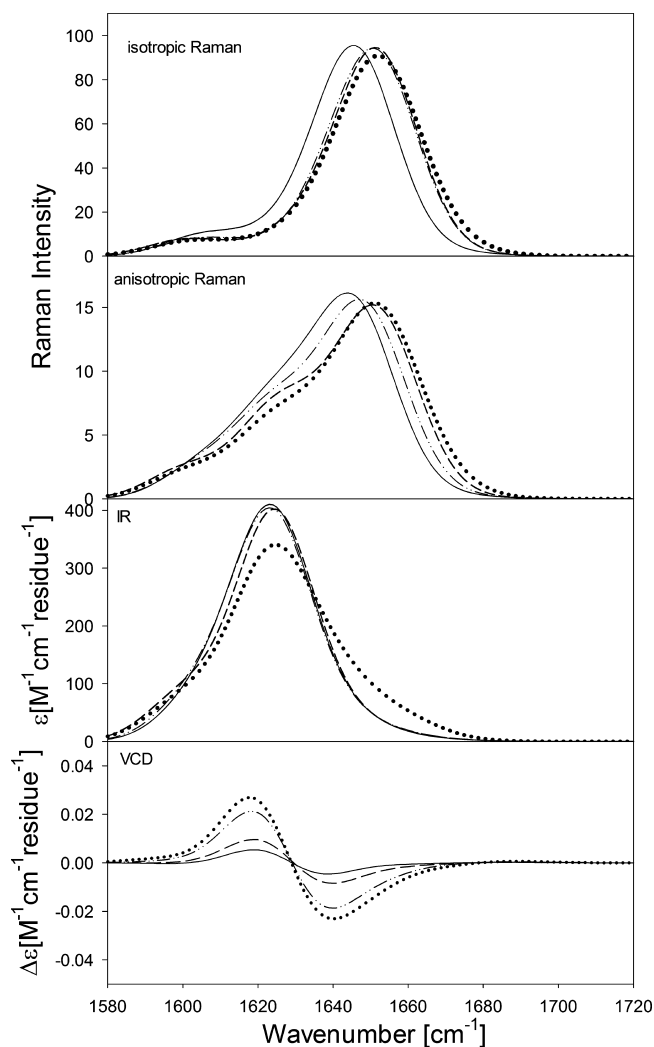 isotropic Raman
100
80
60
40
20
0
Raman Intensity
anisotropic Raman
15
10
5
0
IR
400
300
200
100
0
ε[M⁻¹cm⁻¹residue⁻¹]
VCD
0.04
0.02
0.00
-0.02
-0.04
Δε[M⁻¹cm⁻¹residue⁻¹]
1580 1600 1620 1640 1660 1680 1700 1720
Wavenumber [cm⁻¹]